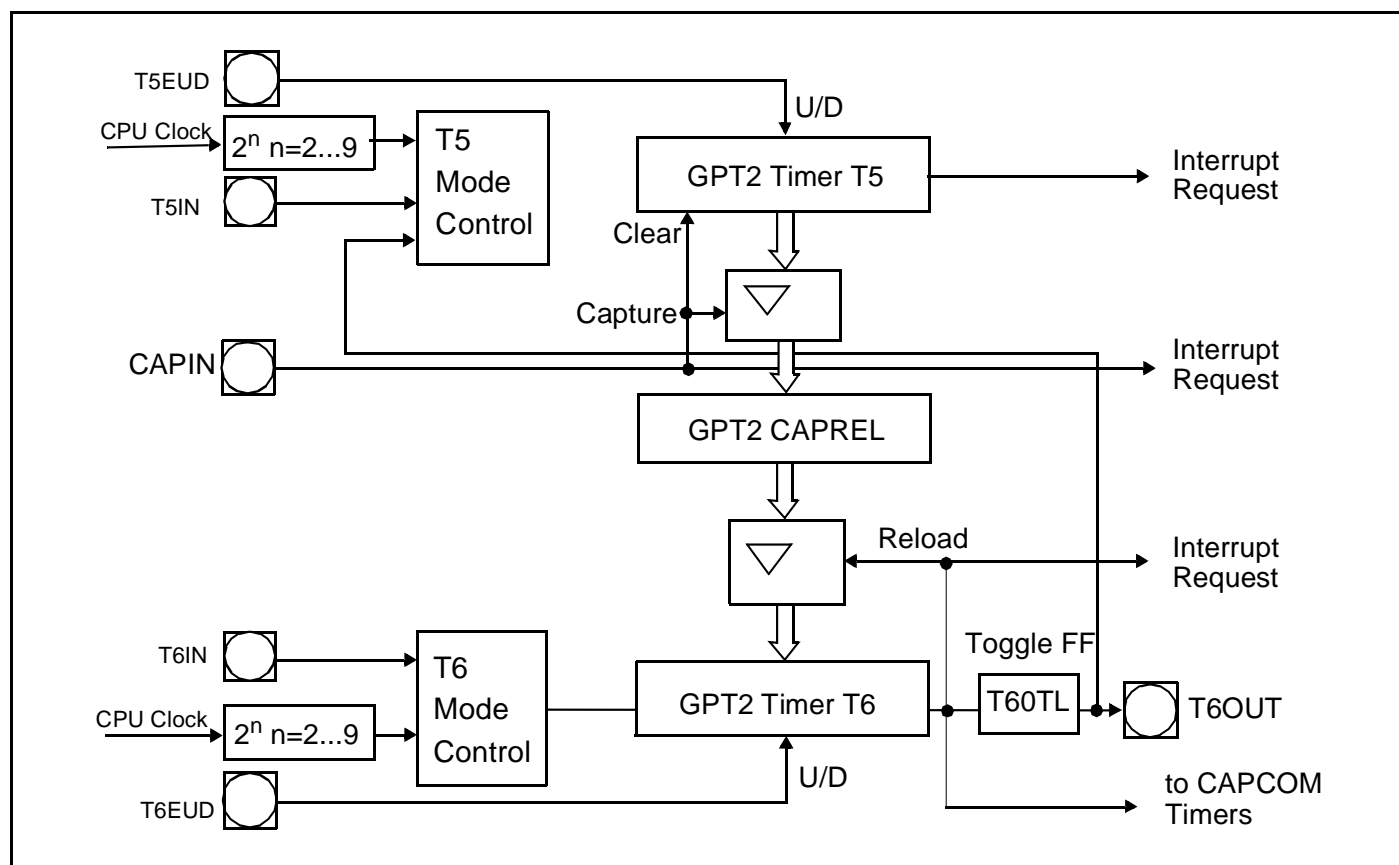 T5EUD
U/D
CPU Clock
2ⁿ n=2...9
T5
Mode
Control
GPT2 Timer T5
Interrupt
Request
T5IN
Clear
Capture
CAPIN
Interrupt
Request
GPT2 CAPREL
Reload
Interrupt
Request
T6IN
T6
Mode
Control
Toggle FF
GPT2 Timer T6
T60TL
T6OUT
CPU Clock
2ⁿ n=2...9
U/D
T6EUD
to CAPCOM
Timers